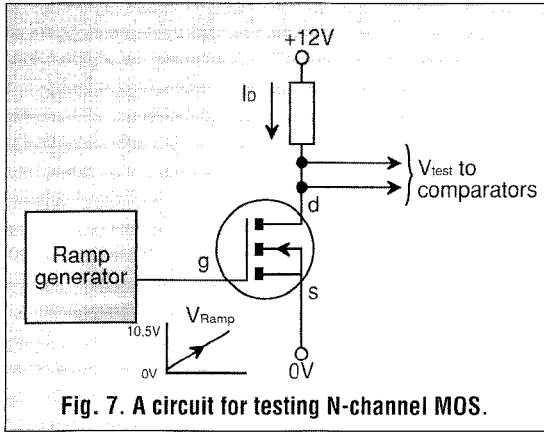 +12V
ID
Vtest to
comparators
d
Ramp
generator
g
s
VRamp
10.5V
0V
0V
Fig. 7. A circuit for testing N-channel MOS.